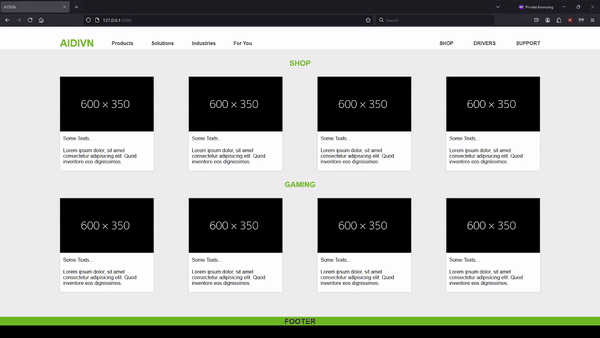 AIDIVN
Private browsing
127.0.0.1:5500
Search
AIDIVN Products Solutions Industries For You SHOP DRIVERS SUPPORT
SHOP
600 × 350 600 × 350 600 × 350 600 × 350
Some Texts... Some Texts... Some Texts... Some Texts...
Lorem ipsum dolor, sit amet Lorem ipsum dolor, sit amet Lorem ipsum dolor, sit amet Lorem ipsum dolor, sit amet
consectetur adipisicing elit. Quod consectetur adipisicing elit. Quod consectetur adipisicing elit. Quod consectetur adipisicing elit. Quod
inventore eos dignissimos. inventore eos dignissimos. inventore eos dignissimos. inventore eos dignissimos.
GAMING
600 × 350 600 × 350 600 × 350 600 × 350
Some Texts... Some Texts... Some Texts... Some Texts...
Lorem ipsum dolor, sit amet Lorem ipsum dolor, sit amet Lorem ipsum dolor, sit amet Lorem ipsum dolor, sit amet
consectetur adipisicing elit. Quod consectetur adipisicing elit. Quod consectetur adipisicing elit. Quod consectetur adipisicing elit. Quod
inventore eos dignissimos. inventore eos dignissimos. inventore eos dignissimos. inventore eos dignissimos.
FOOTER